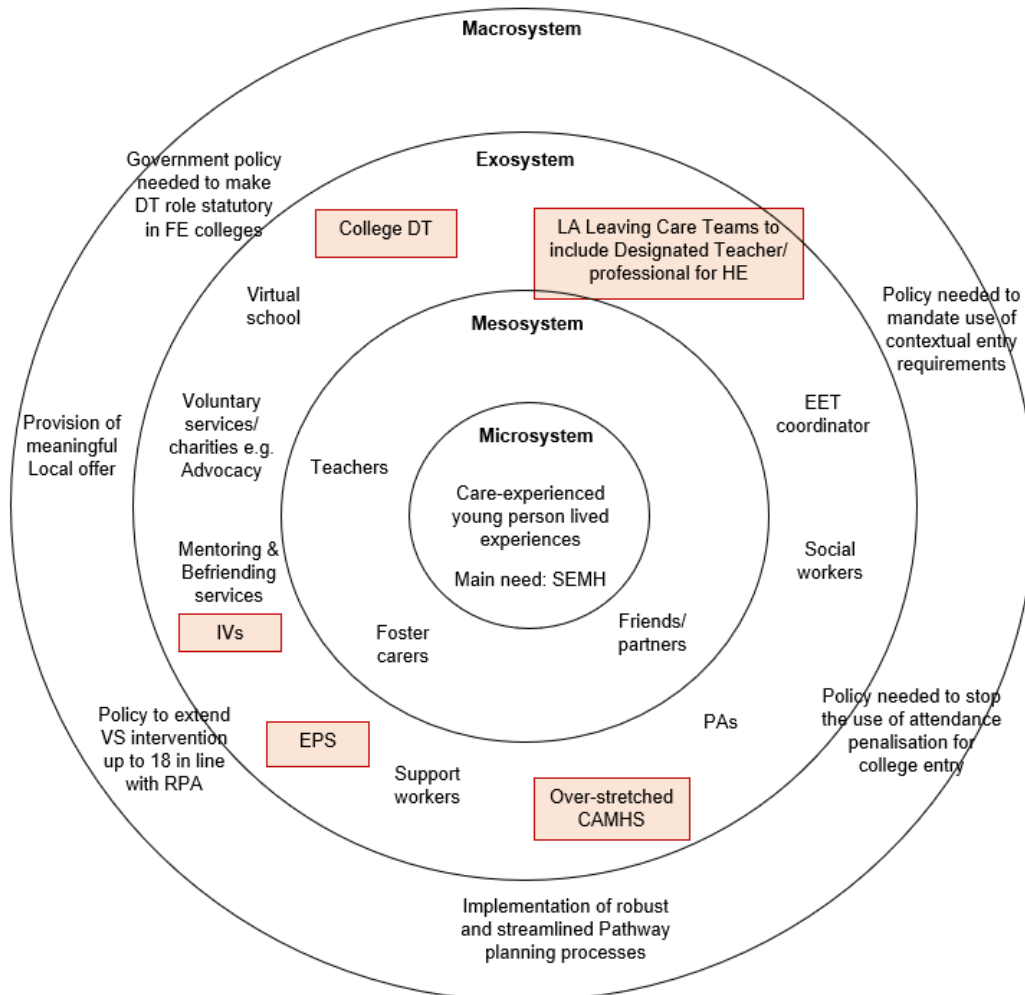 Macrosystem
Exosystem
Government policy
needed to make
DT role statutory
in FE colleges
College DT
LA Leaving Care Teams to
include Designated Teacher/
professional for HE
Virtual
school
Mesosystem
Policy needed to
mandate use of
contextual entry
requirements
Provision of
meaningful
Local offer
Voluntary
services/
charities e.g.
Advocacy
Teachers
Microsystem
Care-experienced
young person lived
experiences
Main need: SEMH
EET
coordinator
Mentoring &
Befriending
services
IVs
Foster
carers
Friends/
partners
Social
workers
Policy to extend
VS intervention
up to 18 in line
with RPA
EPS
Support
workers
Over-stretched
CAMHS
PAs
Policy needed to stop
the use of attendance
penalisation for
college entry
Implementation of robust
and streamlined Pathway
planning processes